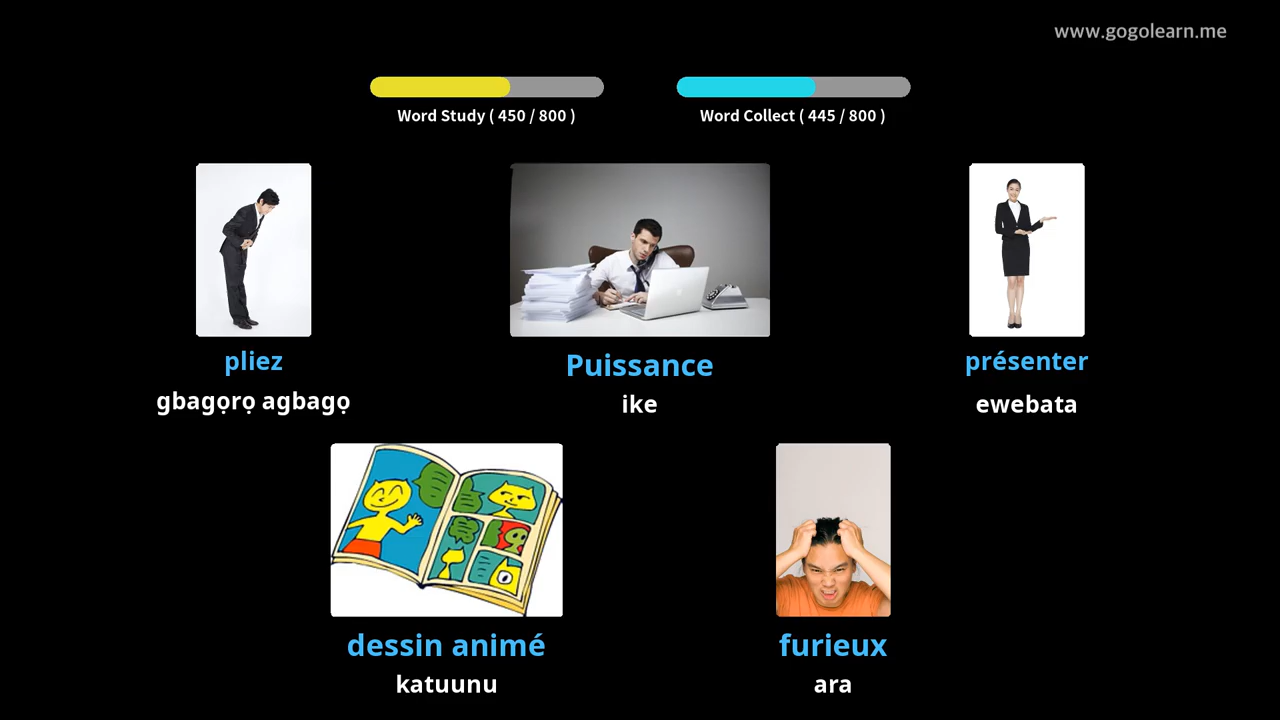 www.gogolearn.me
Word Study ( 450 / 800 )
Word Collect ( 445 / 800 )
pliez
Puissance
présenter
gbagọrọ agbagọ
ike
ewebata
dessin animé
furieux
katuunu
ara